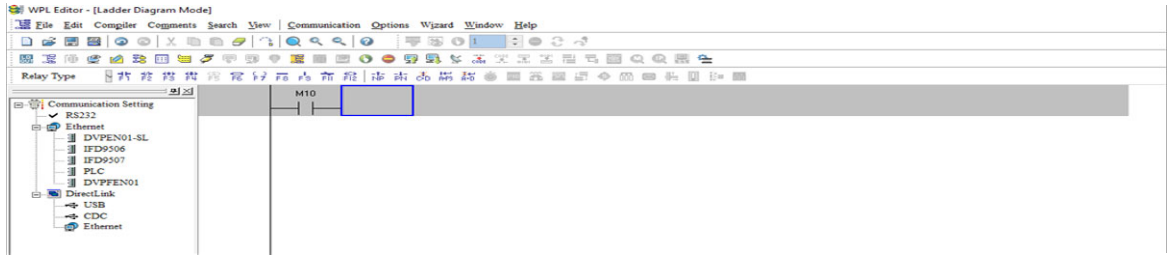 WPL Editor - [Ladder Diagram Mode]
File Edit Compiler Comments Search View Communication Options Wizard Window Help
1
Relay Type
M10
Communication Setting
RS232
Ethernet
DVPEN01-SL
IFD9506
IFD9507
PLC
DVPFEN01
DirectLink
USB
CDC
Ethernet